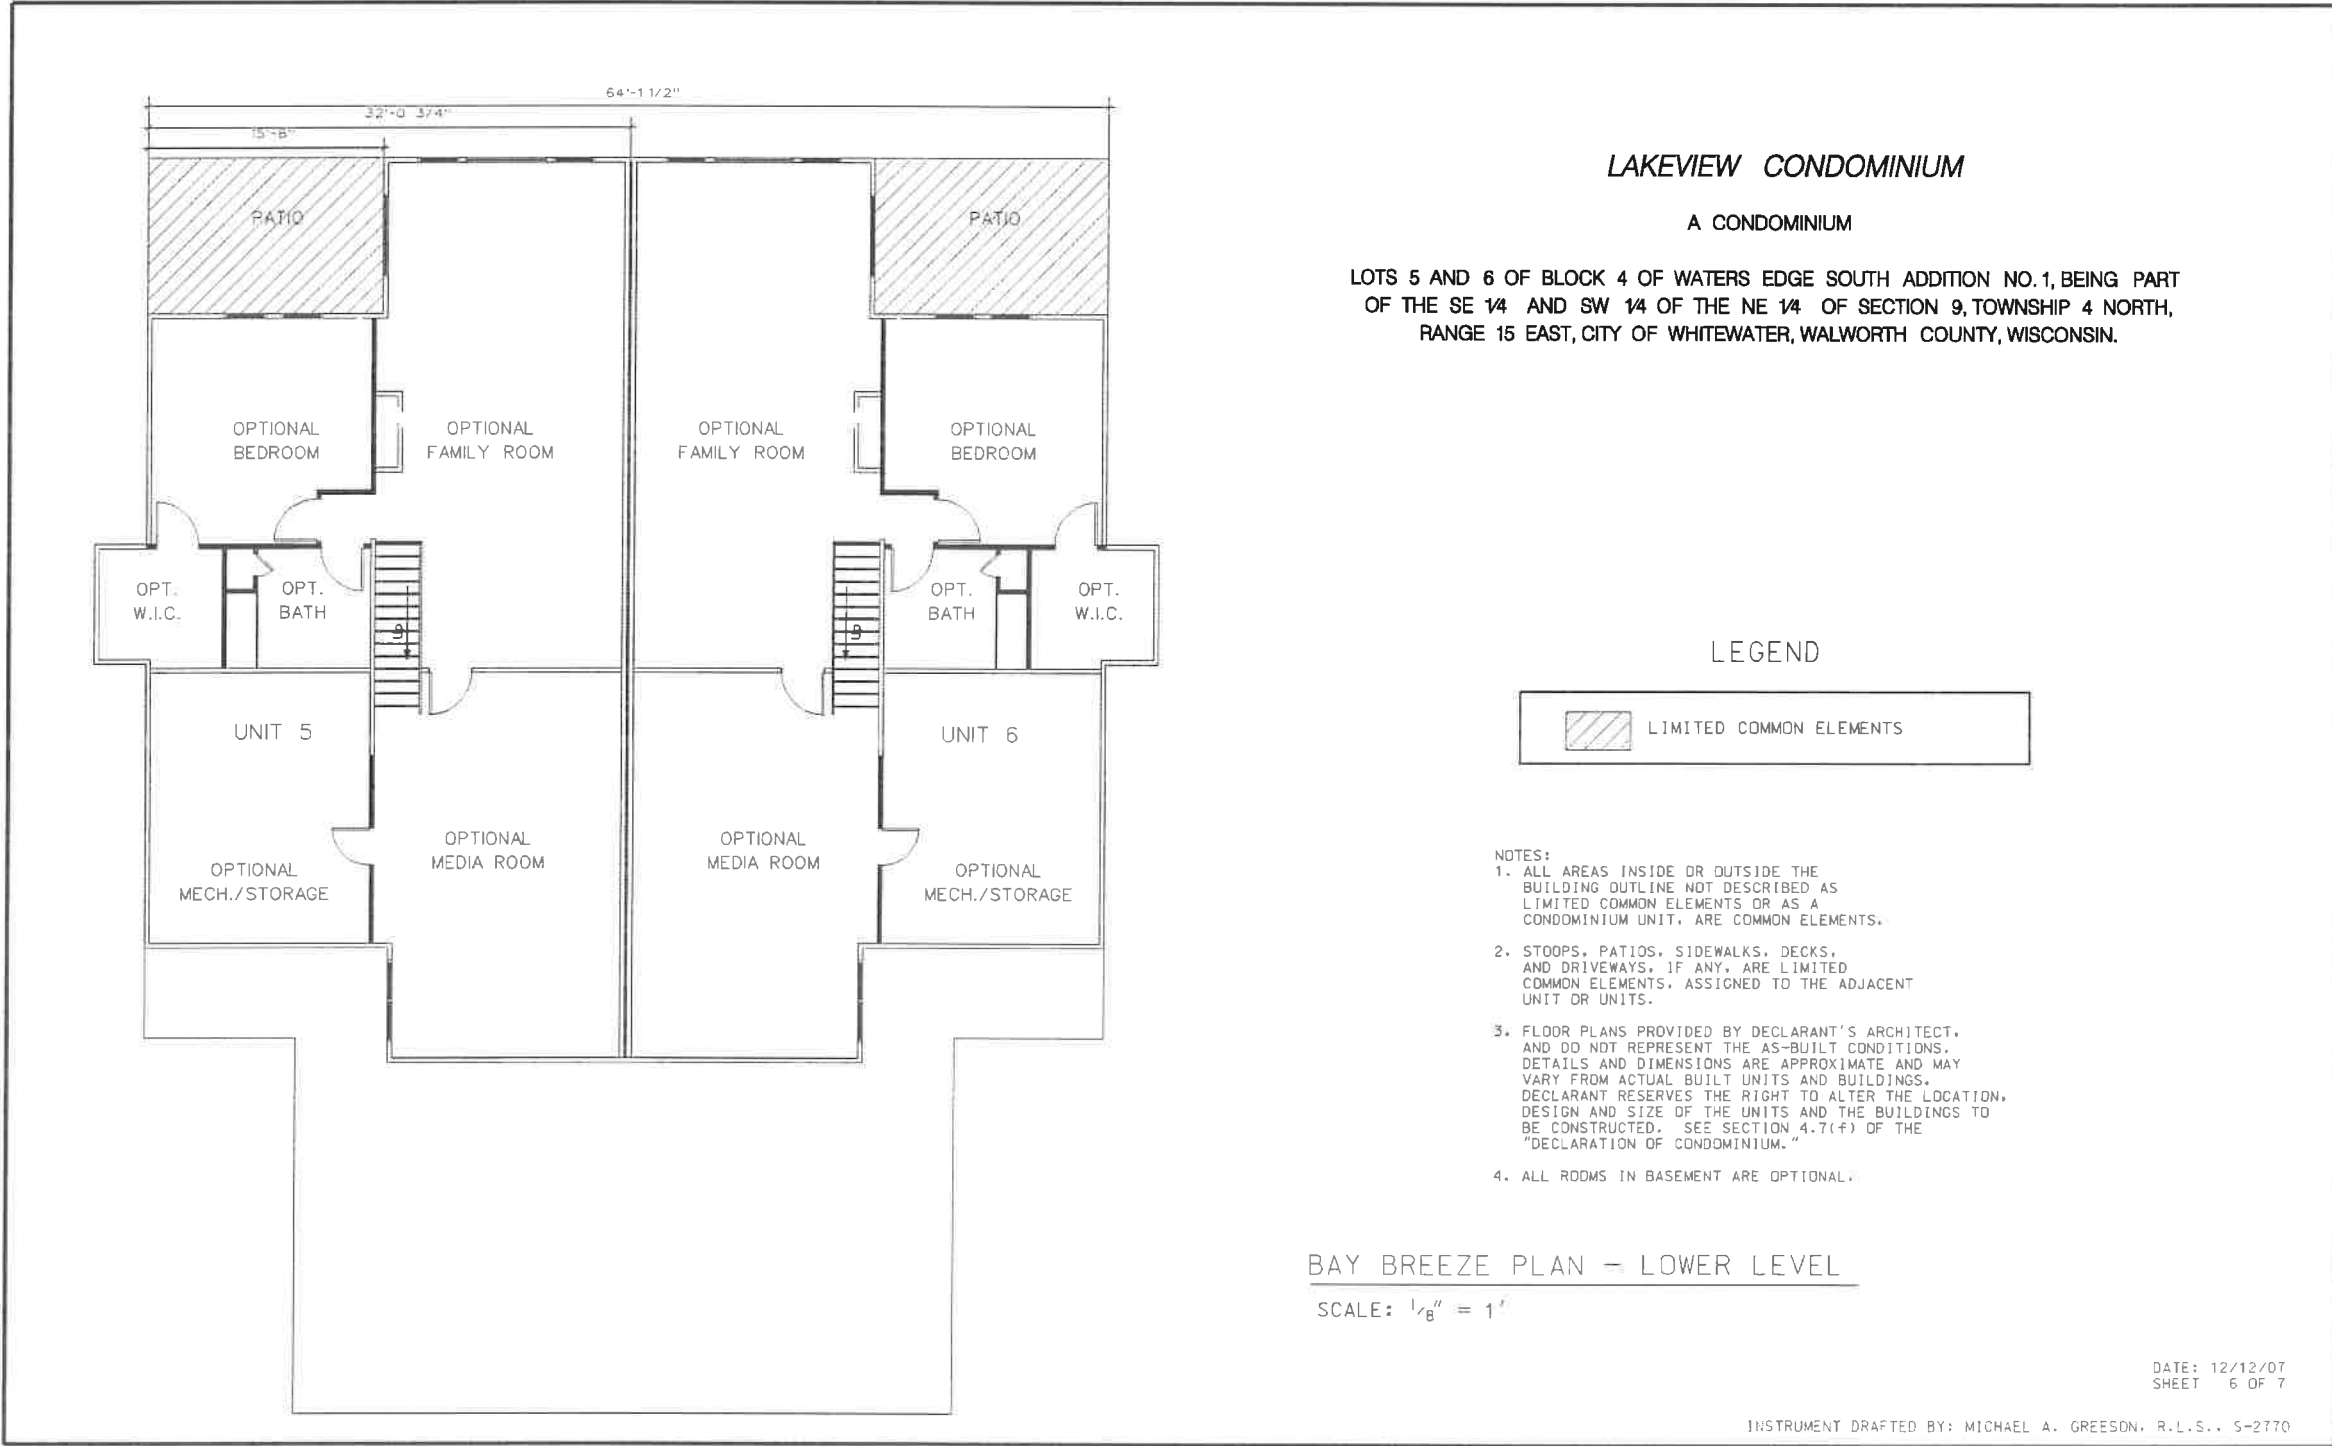 64'-1 1/2"
32'-0 3/4"
15'-8"
PATIO
PATIO
OPTIONAL
BEDROOM
OPTIONAL
FAMILY ROOM
OPTIONAL
FAMILY ROOM
OPTIONAL
BEDROOM
OPT.
W.I.C.
OPT.
BATH
UP
UP
OPT.
BATH
OPT.
W.I.C.
UNIT 5
UNIT 6
OPTIONAL
MECH./STORAGE
OPTIONAL
MEDIA ROOM
OPTIONAL
MEDIA ROOM
OPTIONAL
MECH./STORAGE
LAKEVIEW CONDOMINIUM
A CONDOMINIUM
LOTS 5 AND 6 OF BLOCK 4 OF WATERS EDGE SOUTH ADDITION NO. 1, BEING PART
OF THE SE 1/4 AND SW 1/4 OF THE NE 1/4 OF SECTION 9, TOWNSHIP 4 NORTH,
RANGE 15 EAST, CITY OF WHITEWATER, WALWORTH COUNTY, WISCONSIN.
LEGEND
LIMITED COMMON ELEMENTS
NOTES:
1. ALL AREAS INSIDE OR OUTSIDE THE
BUILDING OUTLINE NOT DESCRIBED AS
LIMITED COMMON ELEMENTS OR AS A
CONDOMINIUM UNIT, ARE COMMON ELEMENTS.
2. STOOPS, PATIOS, SIDEWALKS, DECKS,
AND DRIVEWAYS, IF ANY, ARE LIMITED
COMMON ELEMENTS, ASSIGNED TO THE ADJACENT
UNIT OR UNITS.
3. FLOOR PLANS PROVIDED BY DECLARANT'S ARCHITECT,
AND DO NOT REPRESENT THE AS-BUILT CONDITIONS.
DETAILS AND DIMENSIONS ARE APPROXIMATE AND MAY
VARY FROM ACTUAL BUILT UNITS AND BUILDINGS.
DECLARANT RESERVES THE RIGHT TO ALTER THE LOCATION,
DESIGN AND SIZE OF THE UNITS AND THE BUILDINGS TO
BE CONSTRUCTED. SEE SECTION 4.7(f) OF THE
"DECLARATION OF CONDOMINIUM."
4. ALL ROOMS IN BASEMENT ARE OPTIONAL.
BAY BREEZE PLAN - LOWER LEVEL
SCALE: 1/8" = 1'
DATE: 12/12/07
SHEET 6 OF 7
INSTRUMENT DRAFTED BY: MICHAEL A. GREESON, R.L.S., S-2770